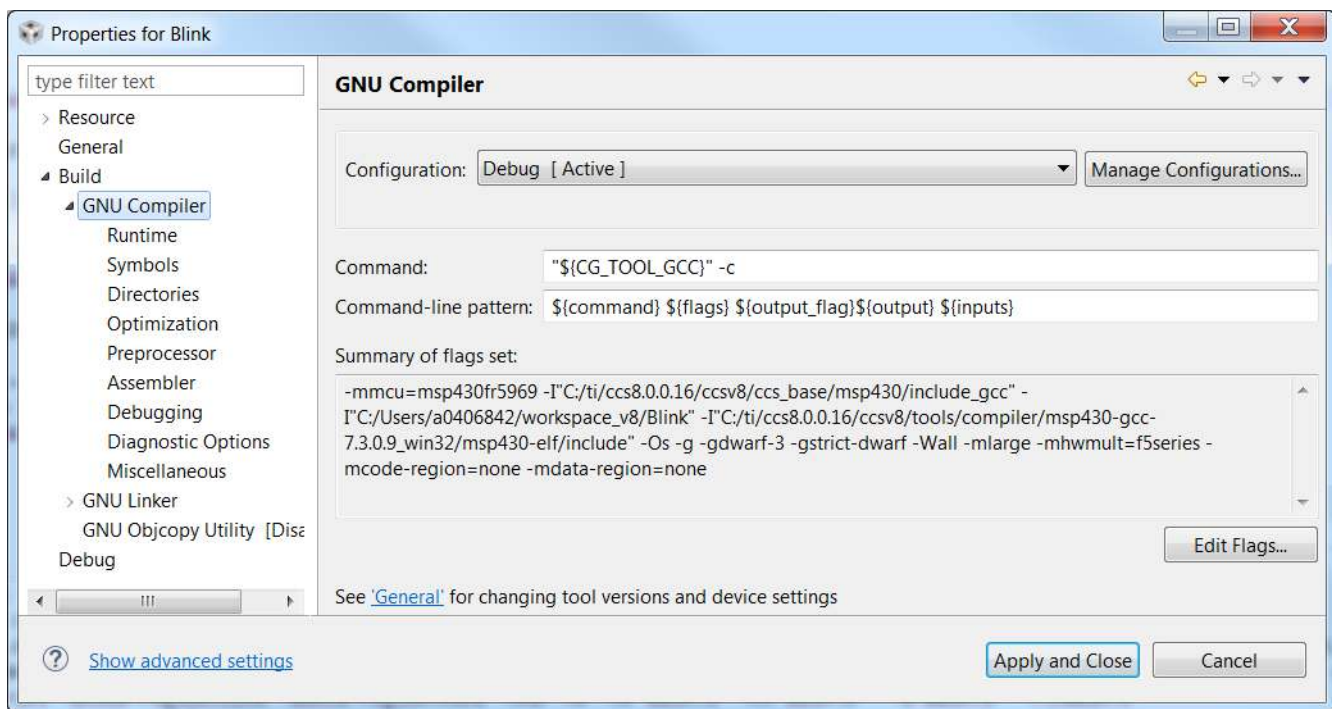 Properties for Blink
type filter text
Resource
General
Build
GNU Compiler
Runtime
Symbols
Directories
Optimization
Preprocessor
Assembler
Debugging
Diagnostic Options
Miscellaneous
GNU Linker
GNU Objcopy Utility [Disa
Debug
GNU Compiler
Configuration: Debug [ Active ] Manage Configurations...
Command: "${CG_TOOL_GCC}" -c
Command-line pattern: ${command} ${flags} ${output_flag}${output} ${inputs}
Summary of flags set:
-mmcu=msp430fr5969 -I"C:/ti/ccs8.0.0.16/ccsv8/ccs_base/msp430/include_gcc" -
I"C:/Users/a0406842/workspace_v8/Blink" -I"C:/ti/ccs8.0.0.16/ccsv8/tools/compiler/msp430-gcc-
7.3.0.9_win32/msp430-elf/include" -Os -g -gdwarf-3 -gstrict-dwarf -Wall -mlarge -mhwmult=f5series -
mcode-region=none -mdata-region=none
Edit Flags...
See 'General' for changing tool versions and device settings
? Show advanced settings
Apply and Close Cancel